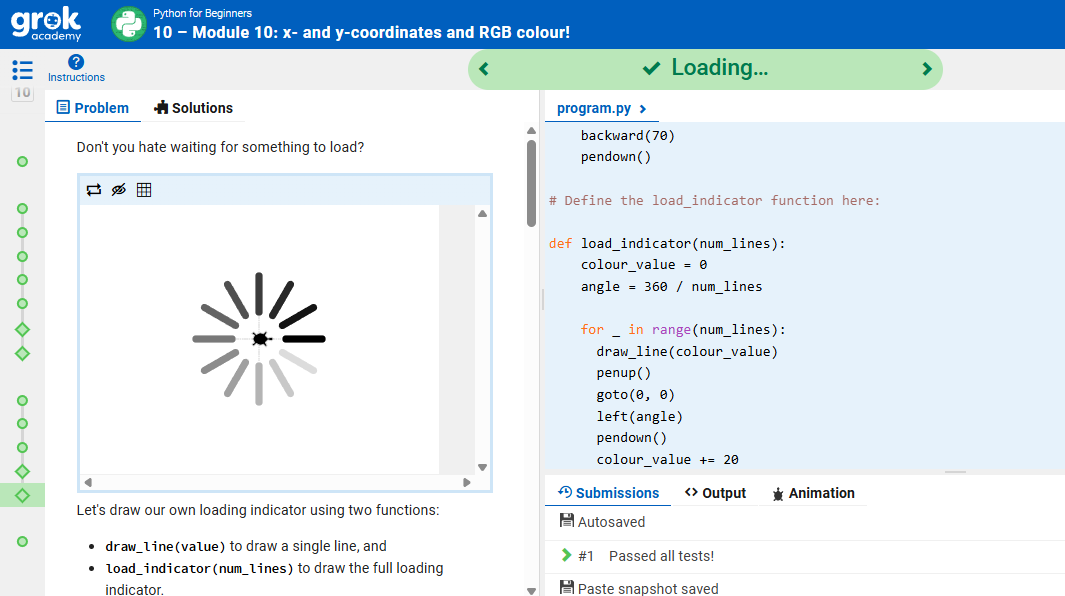 grok
academy
Python for Beginners
10 – Module 10: x- and y-coordinates and RGB colour!
Instructions
Loading...
10
Problem
Solutions
Don't you hate waiting for something to load?
Let's draw our own loading indicator using two functions:
draw_line(value) to draw a single line, and
load_indicator(num_lines) to draw the full loading
indicator.
program.py
backward(70)
pendown()
# Define the load_indicator function here:
def load_indicator(num_lines):
colour_value = 0
angle = 360 / num_lines
for _ in range(num_lines):
draw_line(colour_value)
penup()
goto(0, 0)
left(angle)
pendown()
colour_value += 20
Submissions
Output
Animation
Autosaved
#1 Passed all tests!
Paste snapshot saved